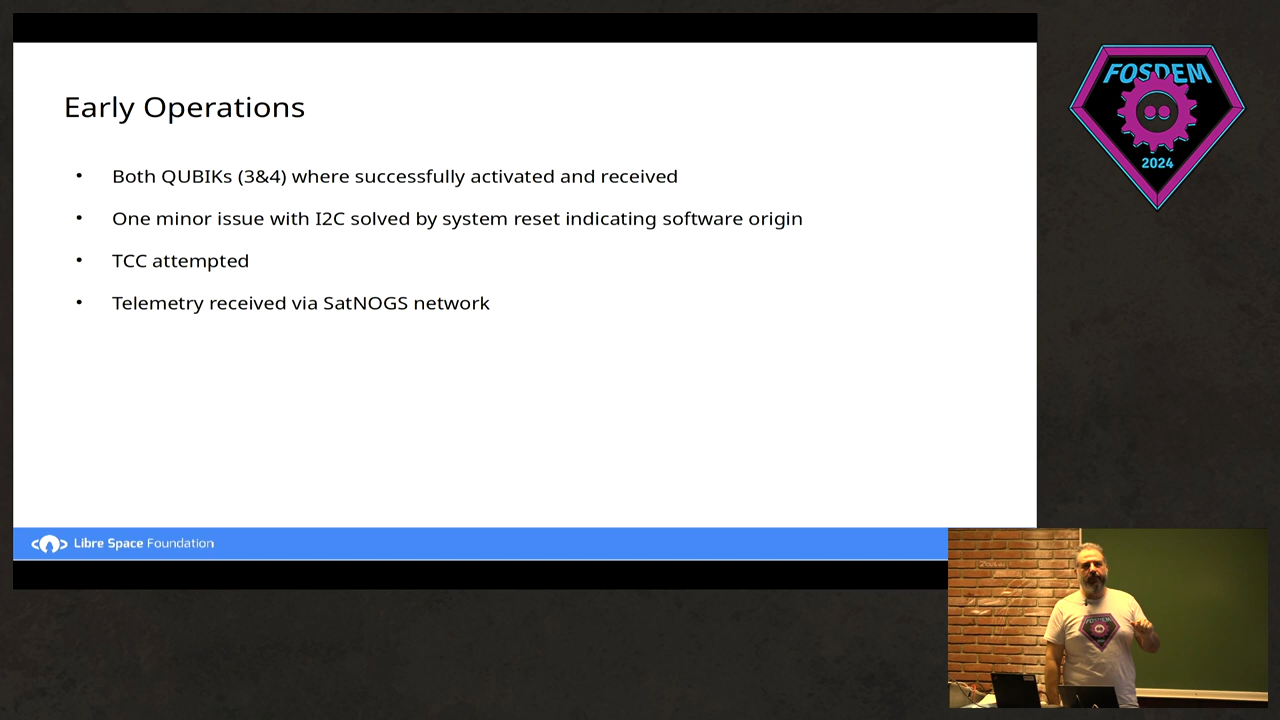 Early Operations
• Both QUBIKs (3&4) where successfully activated and received
• One minor issue with I2C solved by system reset indicating software origin
• TCC attempted
• Telemetry received via SatNOGS network
Libre Space Foundation
FOSDEM
2024
FOSDEM